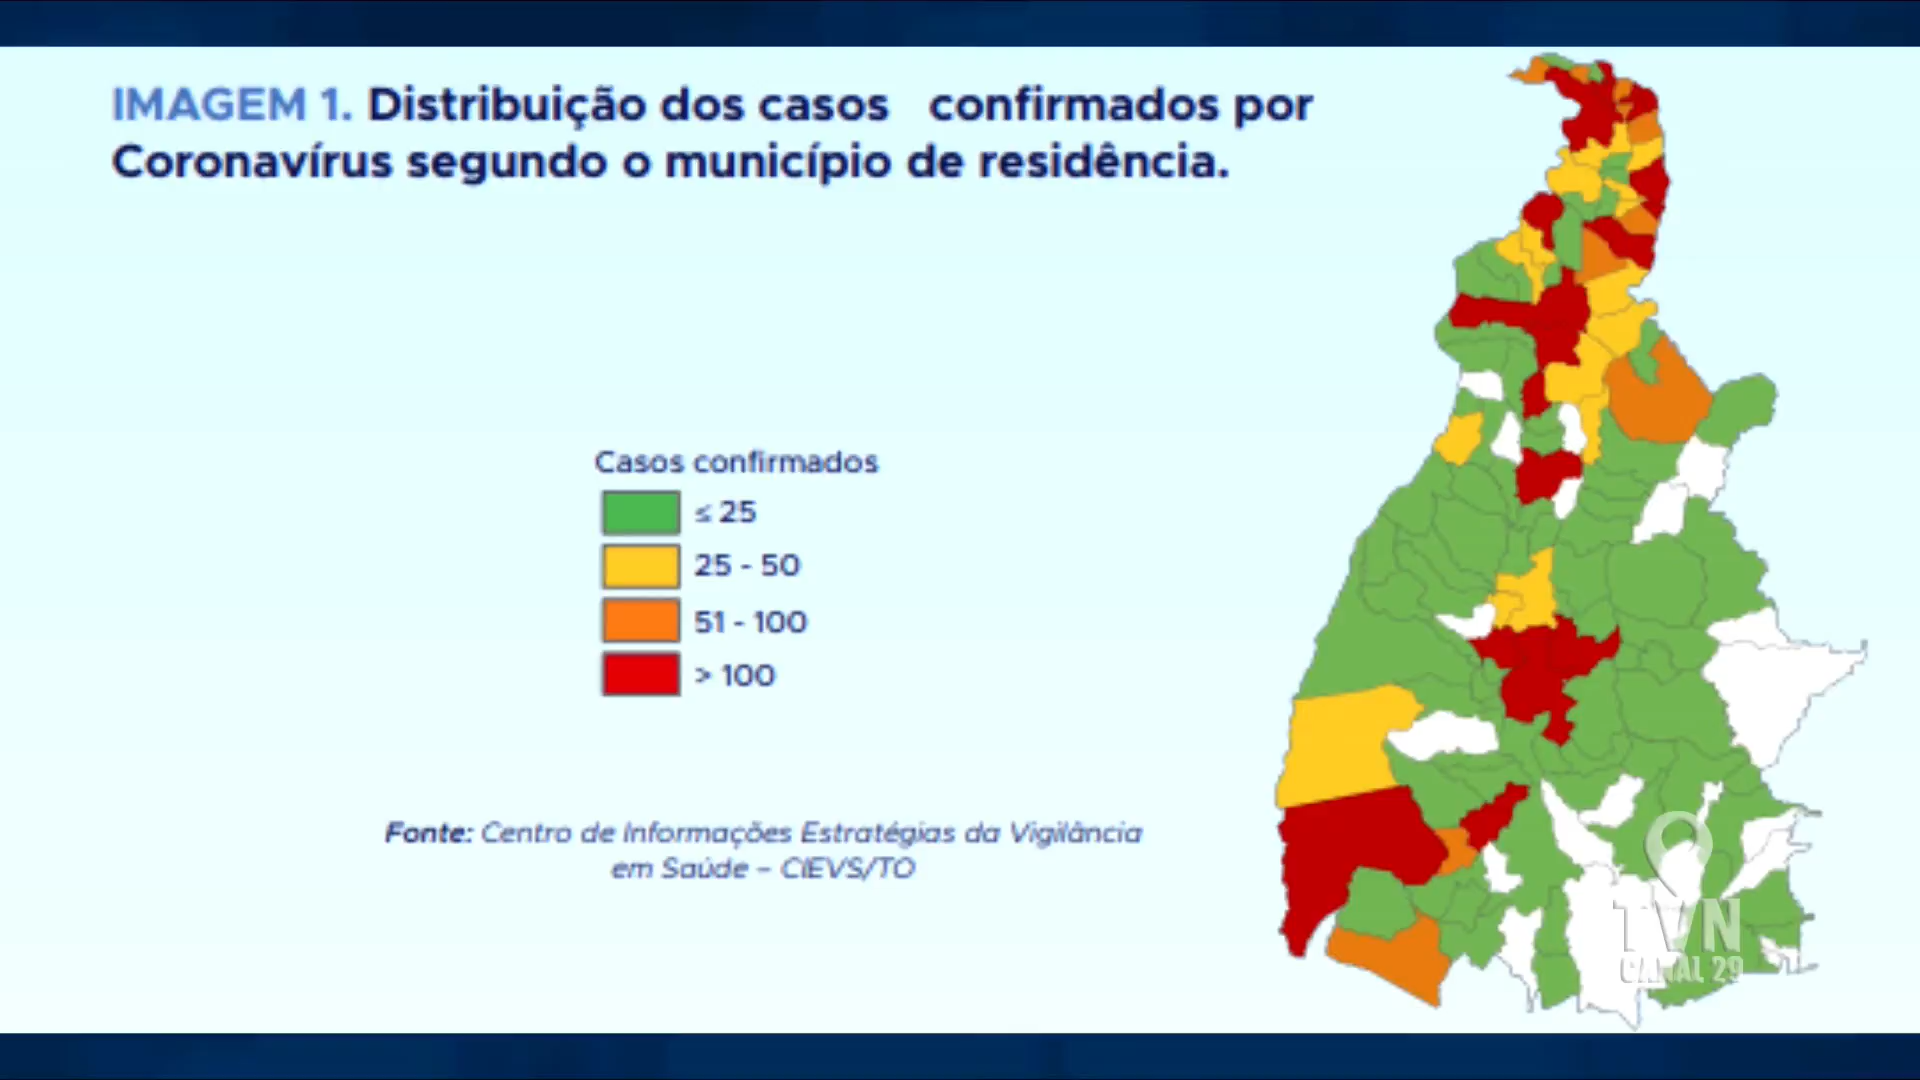 IMAGEM 1. Distribuição dos casos confirmados por
Coronavírus segundo o município de residência.
Casos confirmados
≤ 25
25 - 50
51 - 100
> 100
Fonte: Centro de Informações Estratégias da Vigilância
em Saúde – CIEVS/TO
TVN
CANAL 29